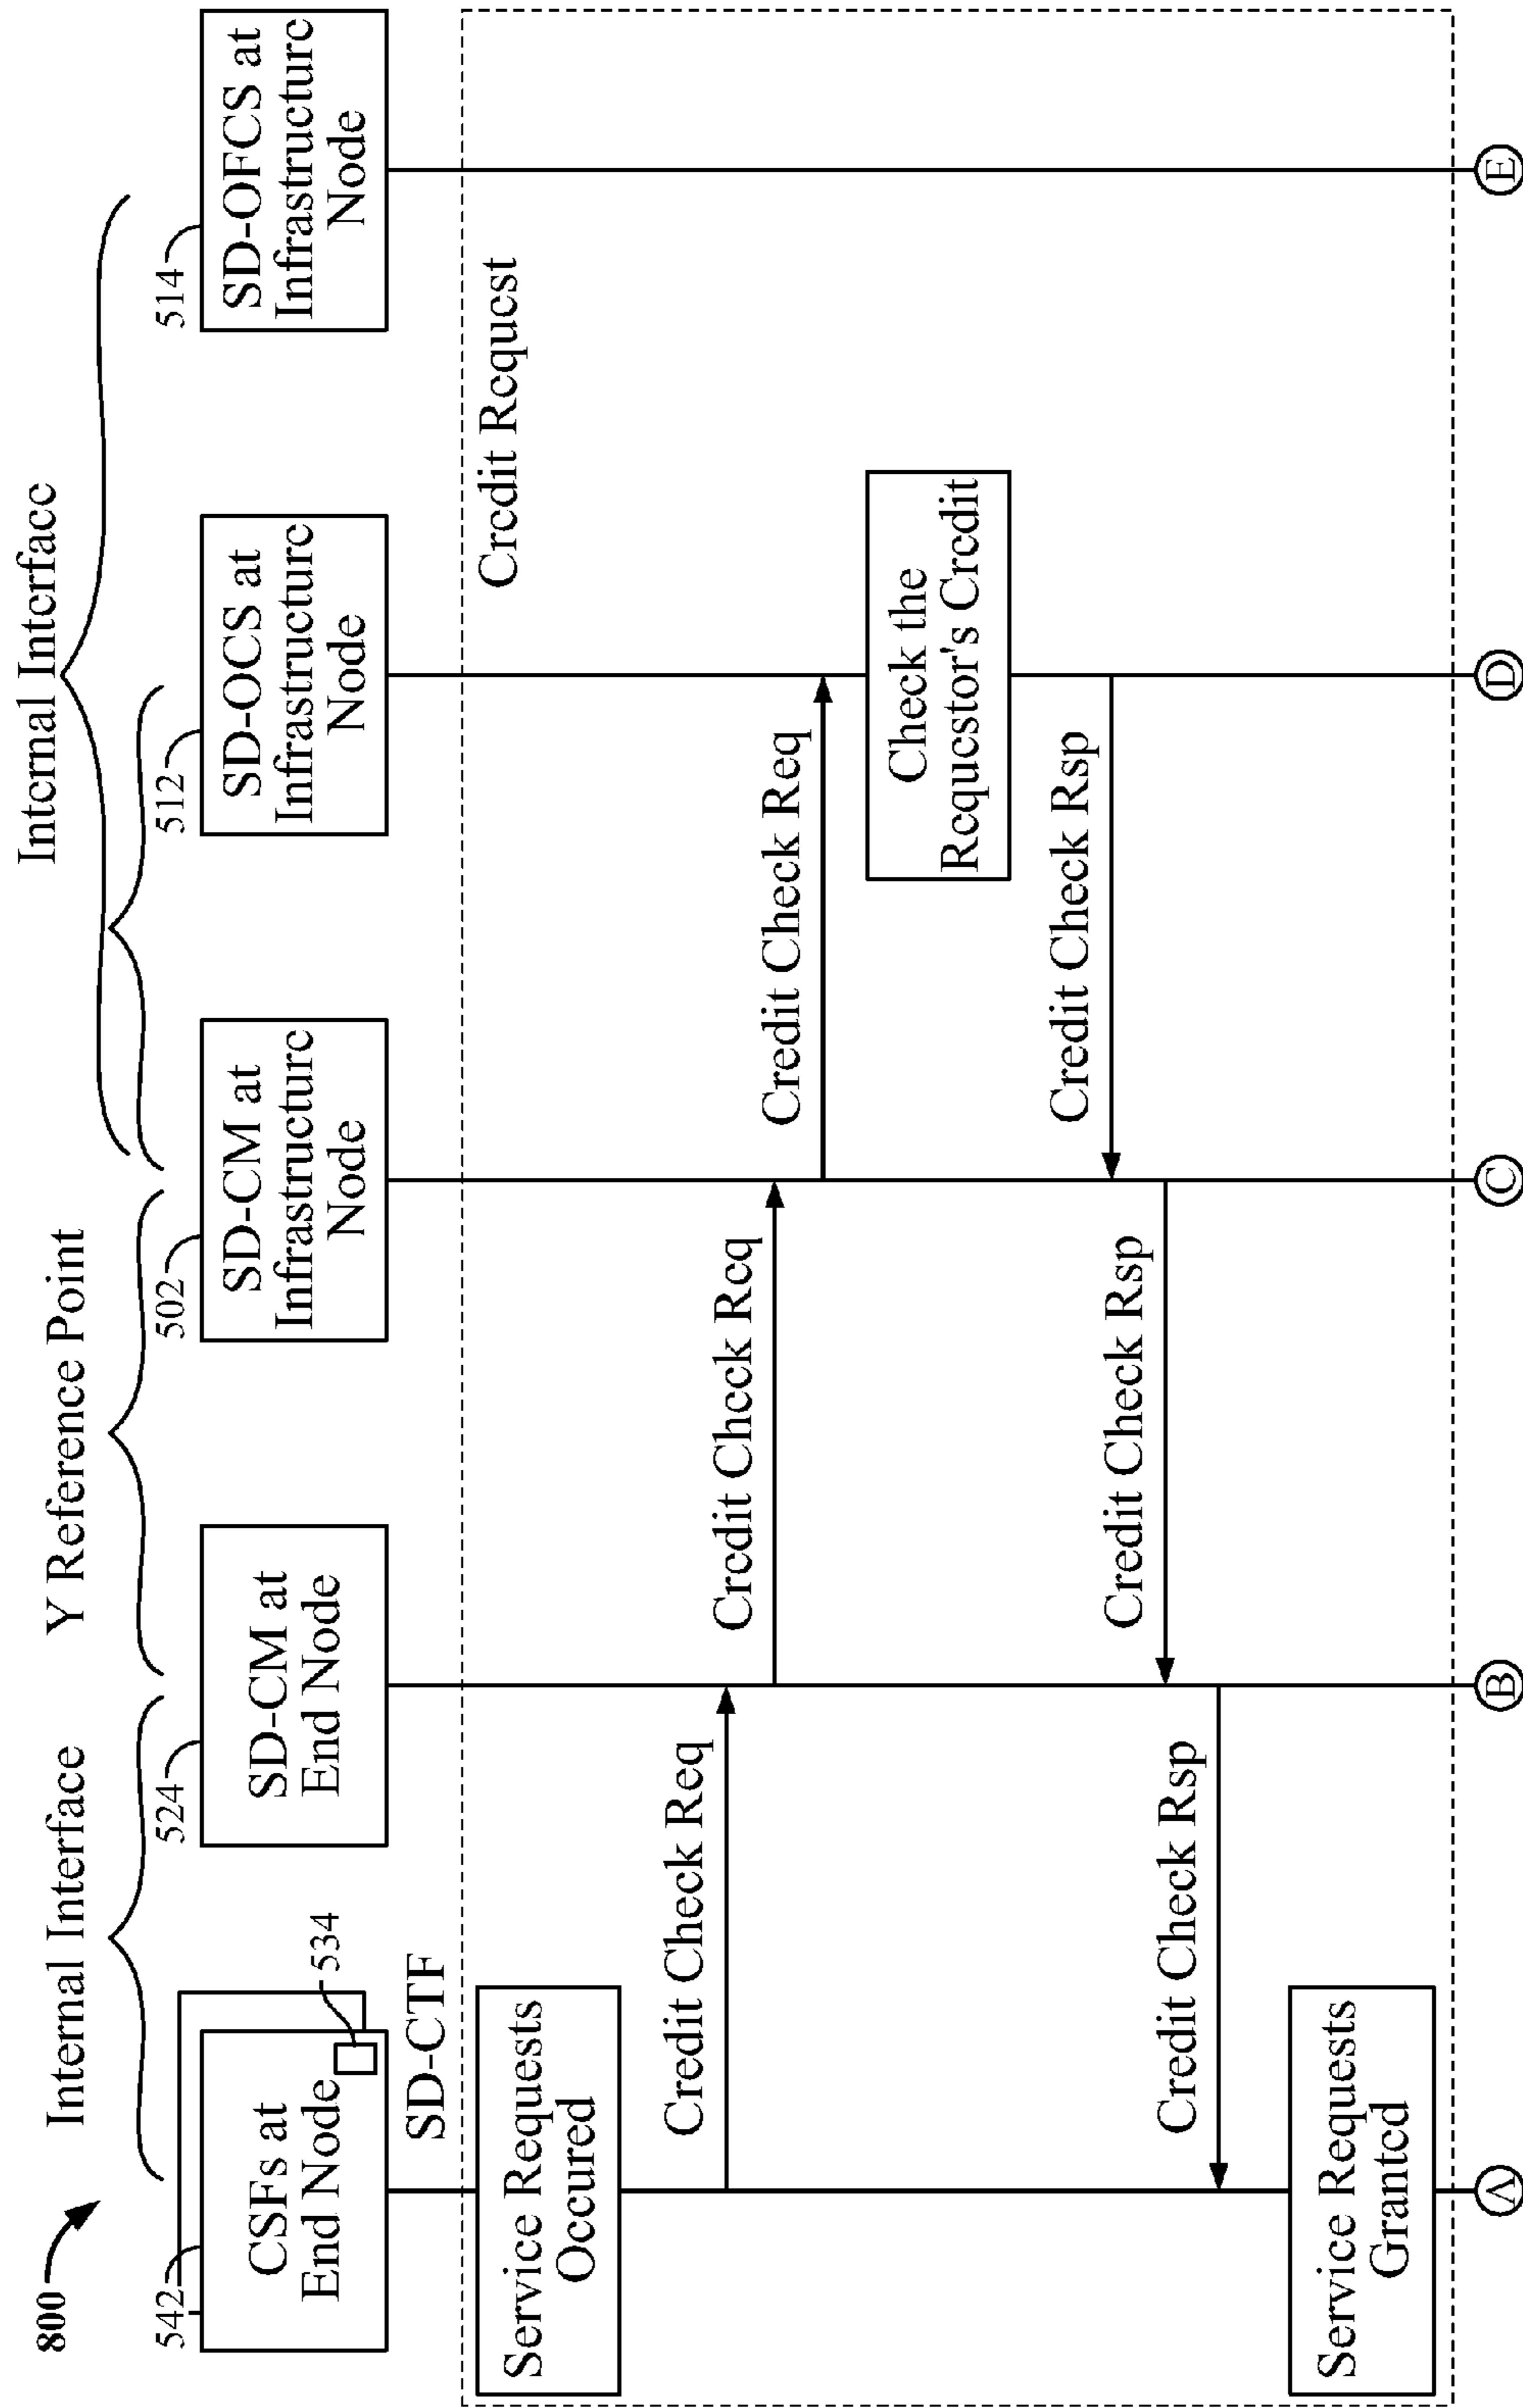 800
Internal Interface
Y Reference Point
Internal Interface
542
524
502
512
514
CSFs at
End Node
534
SD-CM at
End Node
SD-CM at
Infrastructure
Node
SD-OCS at
Infrastructure
Node
SD-OFCS at
Infrastructure
Node
SD-CTF
Credit Request
Service Requests
Occured
Credit Check Req
Credit Check Req
Credit Check Req
Check the
Requestor's Credit
Credit Check Rsp
Credit Check Rsp
Credit Check Rsp
Service Requests
Granted
A
B
C
D
E